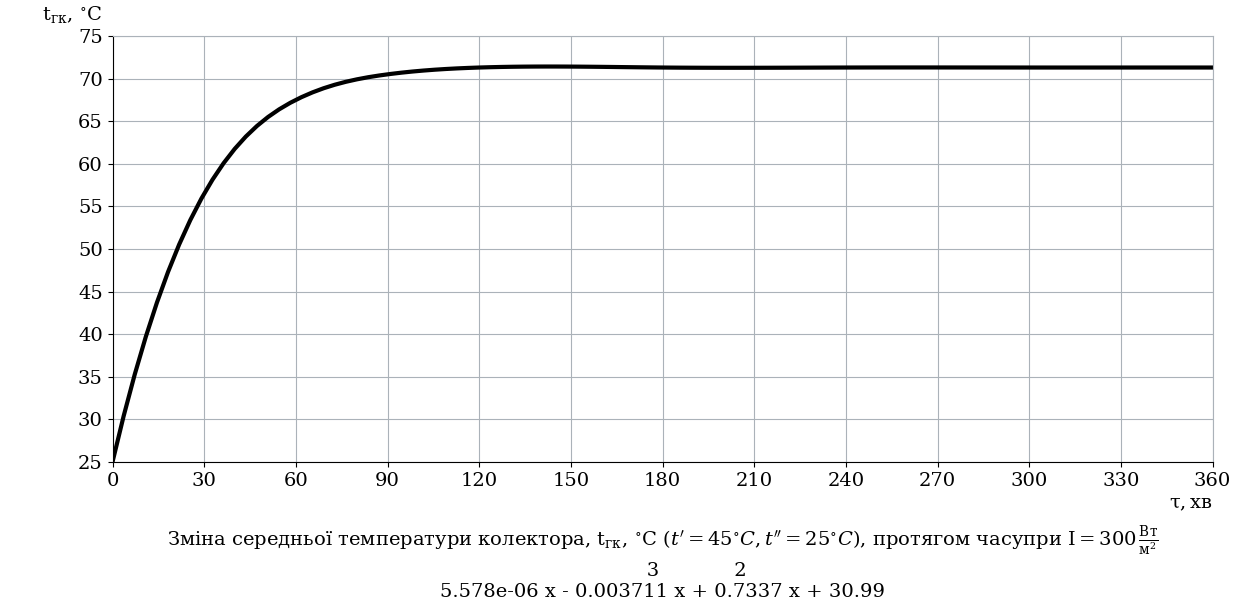 tгк, °C
75
70
65
60
55
50
45
40
35
30
25
0 30 60 90 120 150 180 210 240 270 300 330 360
τ, хв
Зміна середньої температури колектора, tгк, °C (t′ = 45°C, t″ = 25°C), протягом часупри I = 300 Вт/м²
3 2
5.578e-06 x - 0.003711 x + 0.7337 x + 30.99